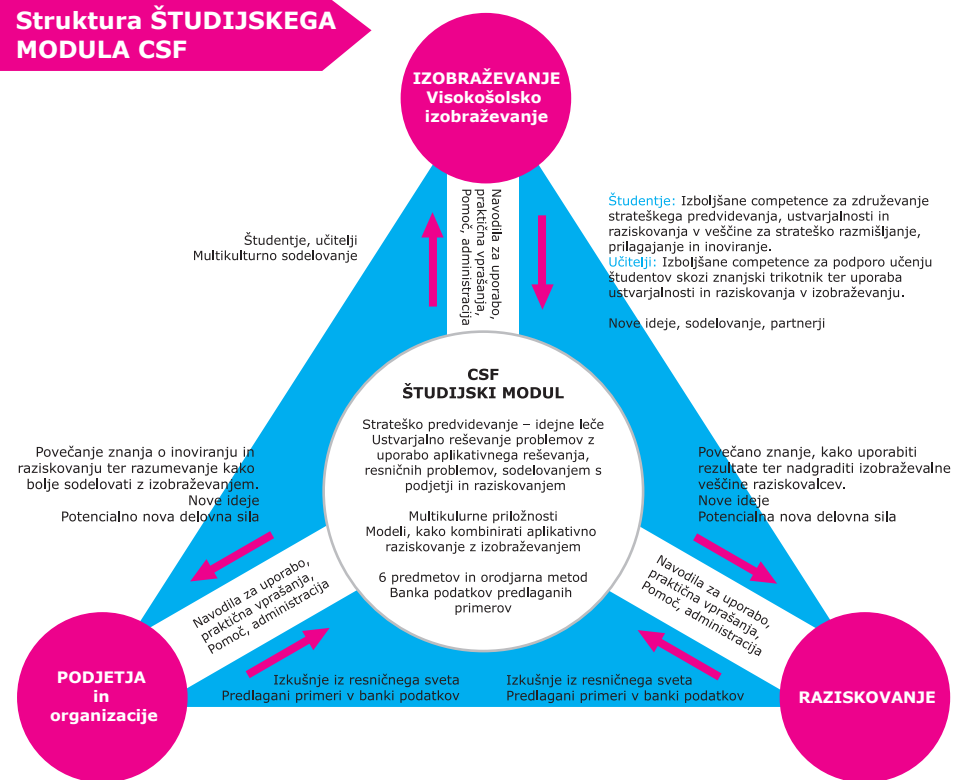 Struktura ŠTUDIJSKEGA
MODULA CSF
IZOBRAŽEVANJE
Visokošolsko
izobraževanje
Navodila za uporabo,
praktična vprašanja,
Pomoč, administracija
Študentje, učitelji
Multikulturno sodelovanje
Študentje: Izboljšane competence za združevanje
strateškega predvidevanja, ustvarjalnosti in
raziskovanja v veščine za strateško razmišljanje,
prilagajanje in inoviranje.
Učitelji: Izboljšane competence za podporo učenju
študentov skozi znanjski trikotnik ter uporaba
ustvarjalnosti in raziskovanja v izobraževanju.
Nove ideje, sodelovanje, partnerji
CSF
ŠTUDIJSKI MODUL
Strateško predvidevanje – idejne leče
Ustvarjalno reševanje problemov z
uporabo aplikativnega reševanja,
resničnih problemov, sodelovanjem s
podjetji in raziskovanjem
Multikulurne priložnosti
Modeli, kako kombinirati aplikativno
raziskovanje z izobraževanjem
6 predmetov in orodjarna metod
Banka podatkov predlaganih
primerov
Povečanje znanja o inoviranju in
raziskovanju ter razumevanje kako
bolje sodelovati z izobraževanjem.
Nove ideje
Potencialno nova delovna sila
Povečano znanje, kako uporabiti
rezultate ter nadgraditi izobraževalne
veščine raziskovalcev.
Nove ideje
Potencialna nova delovna sila
Navodila za uporabo,
praktična vprašanja,
Pomoč, administracija
Navodila za uporabo,
praktična vprašanja,
Pomoč, administracija
PODJETJA
in
organizacije
Izkušnje iz resničnega sveta
Predlagani primeri v banki podatkov
Izkušnje iz resničnega sveta
Predlagani primeri v banki podatkov
RAZISKOVANJE